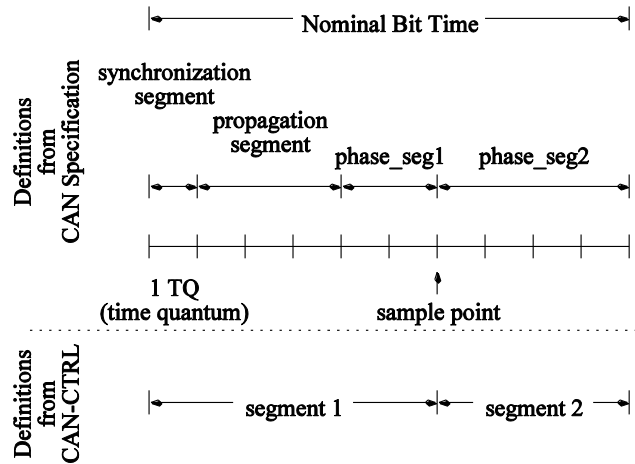 Nominal Bit Time
synchronization
segment
propagation
segment
phase_seg1
phase_seg2
Definitions
from
CAN Specification
1 TQ
(time quantum)
sample point
Definitions
from
CAN-CTRL
segment 1
segment 2